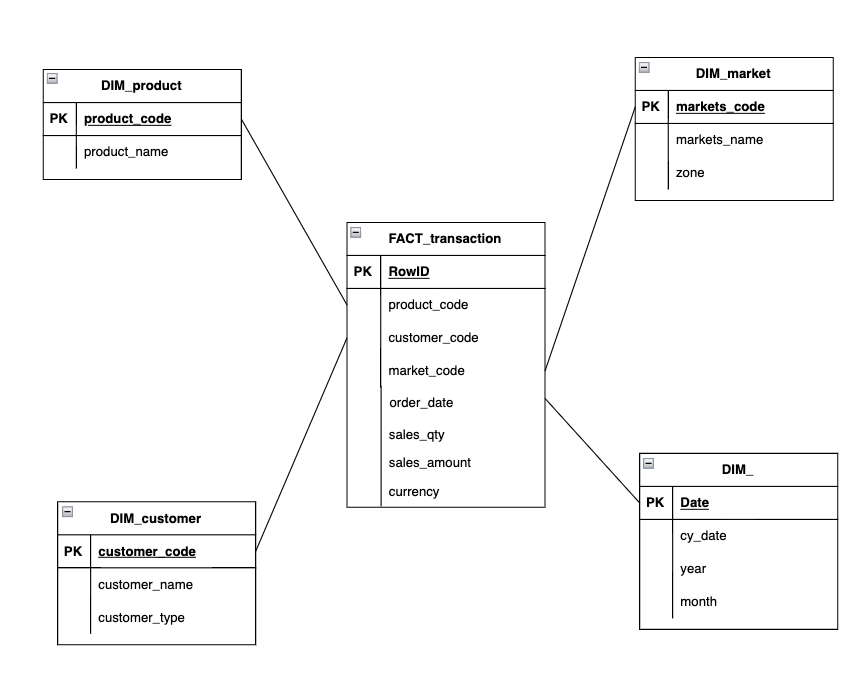 DIM_product
PK product_code
product_name
DIM_market
PK markets_code
markets_name
zone
FACT_transaction
PK RowID
product_code
customer_code
market_code
order_date
sales_qty
sales_amount
currency
DIM_customer
PK customer_code
customer_name
customer_type
DIM_
PK Date
cy_date
year
month